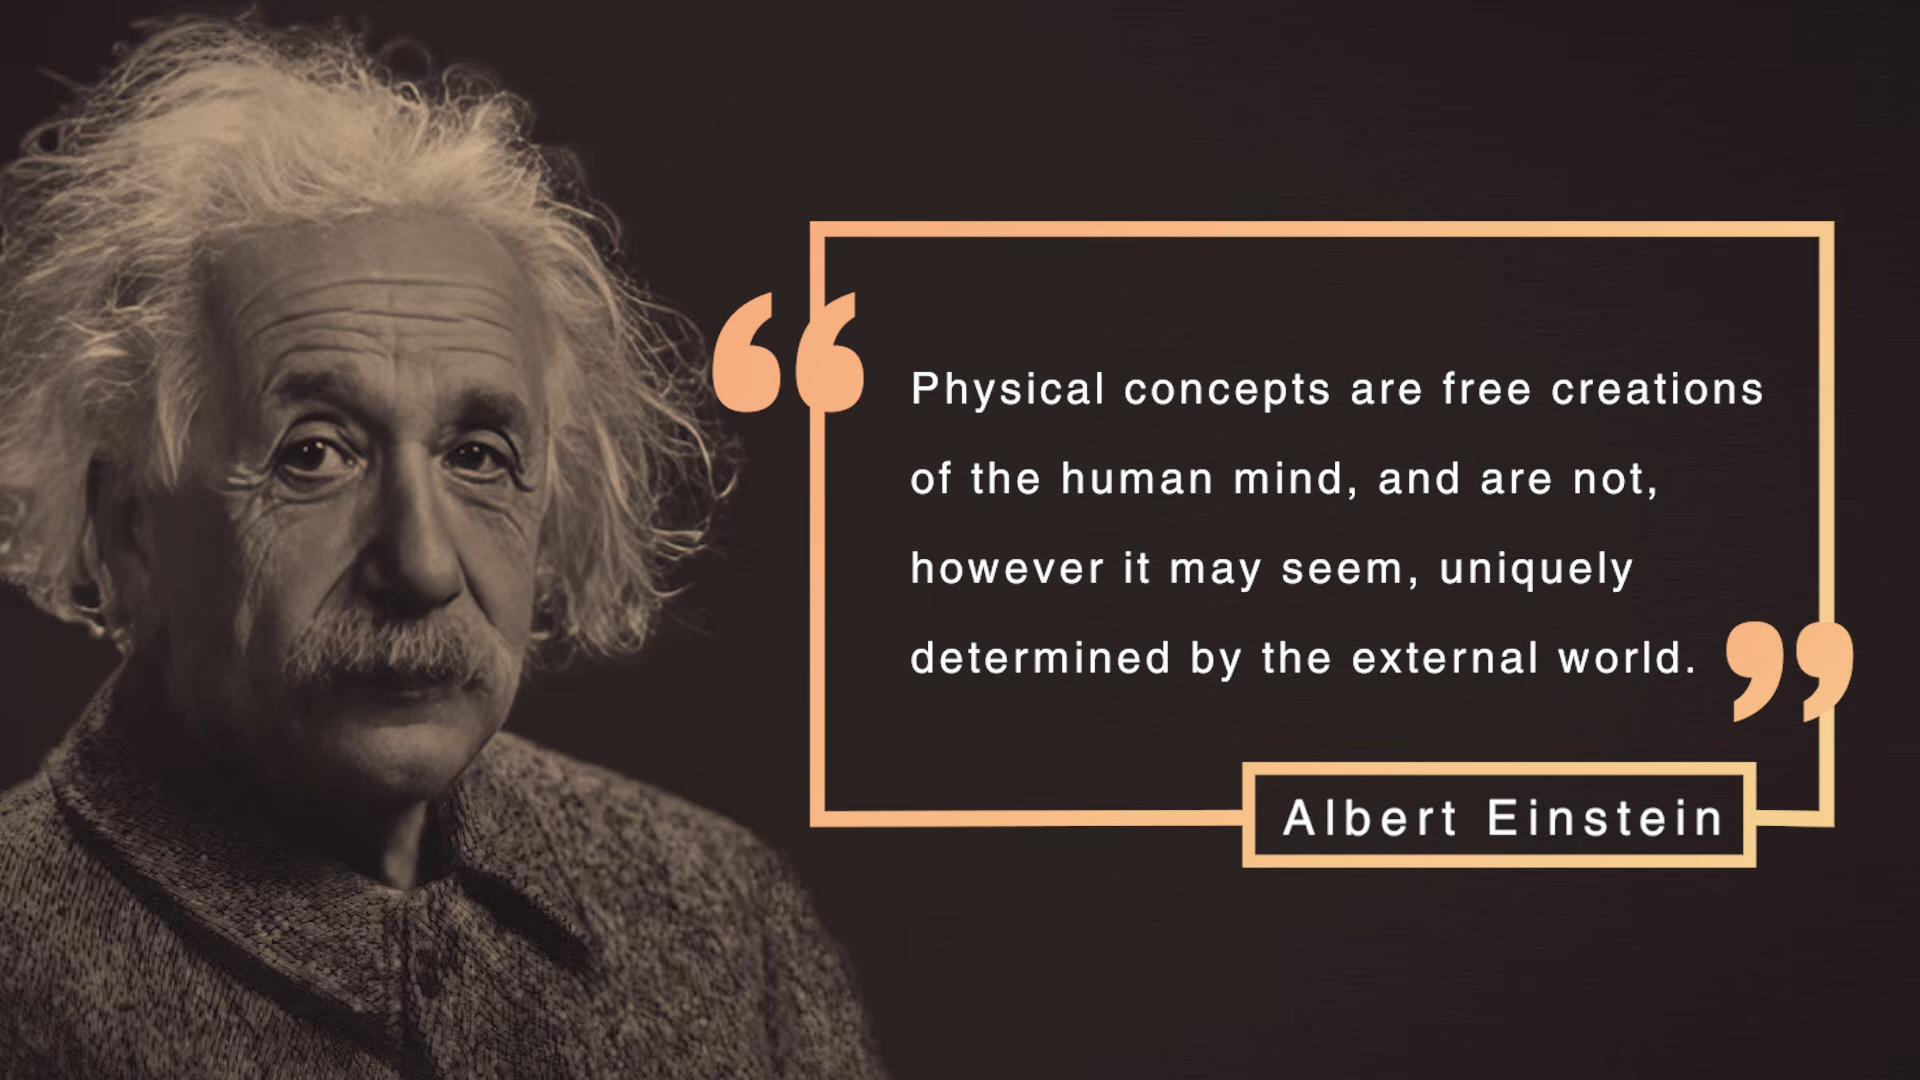 Physical concepts are free creations
of the human mind, and are not,
however it may seem, uniquely
determined by the external world.
Albert Einstein